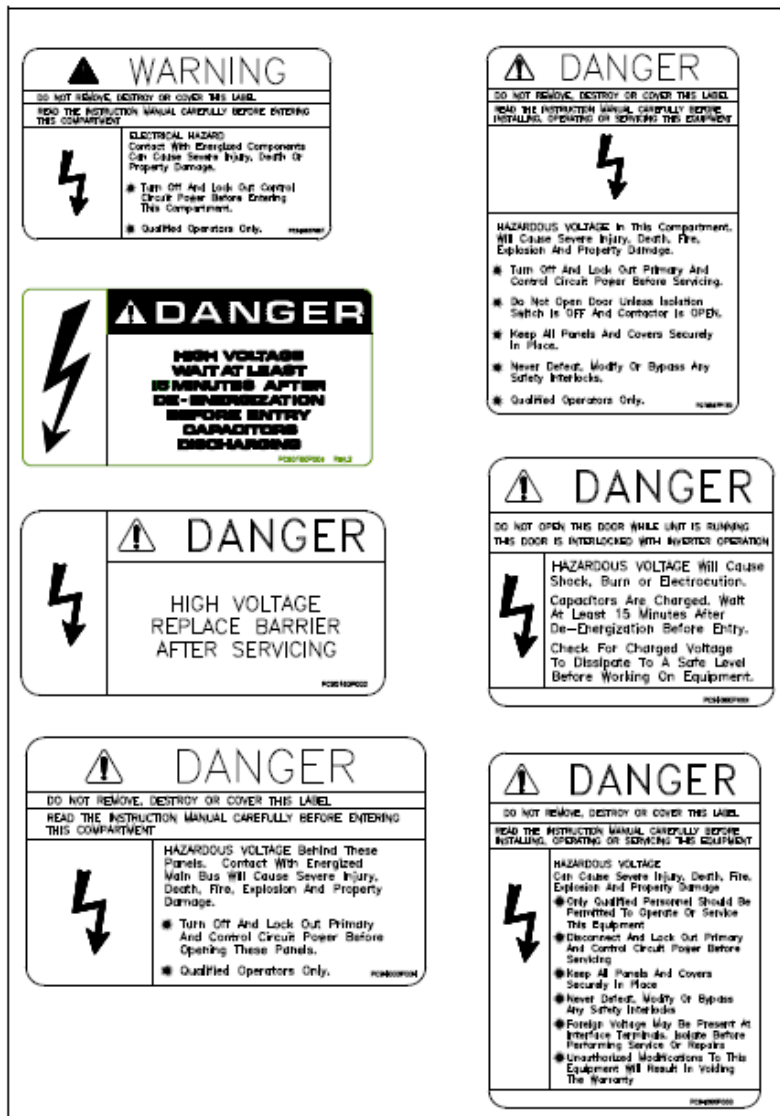 WARNING
DO NOT REMOVE, DESTROY OR COVER THIS LABEL
READ THE INSTRUCTION MANUAL CAREFULLY BEFORE ENTERING
THIS COMPARTMENT
ELECTRICAL HAZARD
Contact With Energized Components
Can Cause Severe Injury, Death Or
Property Damage.
Turn Off And Lock Out Control
Circuit Power Before Entering
This Compartment.
Qualified Operators Only.
DANGER
HIGH VOLTAGE
WAIT AT LEAST
15 MINUTES AFTER
DE-ENERGIZATION
BEFORE ENTRY
CAPACITORS
DISCHARGING
DANGER
HIGH VOLTAGE
REPLACE BARRIER
AFTER SERVICING
DANGER
DO NOT REMOVE, DESTROY OR COVER THIS LABEL
READ THE INSTRUCTION MANUAL CAREFULLY BEFORE ENTERING
THIS COMPARTMENT
HAZARDOUS VOLTAGE Behind These
Panels. Contact With Energized
Main Bus Will Cause Severe Injury,
Death, Fire, Explosion And Property
Damage.
Turn Off And Lock Out Primary
And Control Circuit Power Before
Opening These Panels.
Qualified Operators Only.
DANGER
DO NOT REMOVE, DESTROY OR COVER THIS LABEL
READ THE INSTRUCTION MANUAL CAREFULLY BEFORE
INSTALLING, OPERATING OR SERVICING THIS EQUIPMENT
HAZARDOUS VOLTAGE In This Compartment.
Will Cause Severe Injury, Death, Fire,
Explosion And Property Damage.
Turn Off And Lock Out Primary And
Control Circuit Power Before Servicing.
Do Not Open Door Unless Isolation
Switch Is OFF And Contactor Is OPEN.
Keep All Panels And Covers Securely
In Place.
Never Defeat, Modify Or Bypass Any
Safety Interlocks.
Qualified Operators Only.
DANGER
DO NOT OPEN THIS DOOR WHILE UNIT IS RUNNING
THIS DOOR IS INTERLOCKED WITH INVERTER OPERATION
HAZARDOUS VOLTAGE Will Cause
Shock, Burn or Electrocution.
Capacitors Are Charged. Wait
At Least 15 Minutes After
De-Energization Before Entry.
Check For Charged Voltage
To Dissipate To A Safe Level
Before Working On Equipment.
DANGER
DO NOT REMOVE, DESTROY OR COVER THIS LABEL
READ THE INSTRUCTION MANUAL CAREFULLY BEFORE
INSTALLING, OPERATING OR SERVICING THIS EQUIPMENT
HAZARDOUS VOLTAGE
Can Cause Severe Injury, Death, Fire,
Explosion And Property Damage
Only Qualified Personnel Should Be
Permitted To Operate Or Service
This Equipment
Disconnect And Lock Out Primary
And Control Circuit Power Before
Servicing
Keep All Panels And Covers
Securely In Place
Never Defeat, Modify Or Bypass
Any Safety Interlocks
Foreign Voltage May Be Present At
Interface Terminals. Isolate Before
Performing Service Or Repairs
Unauthorized Modifications To This
Equipment Will Result In Voiding
The Warranty